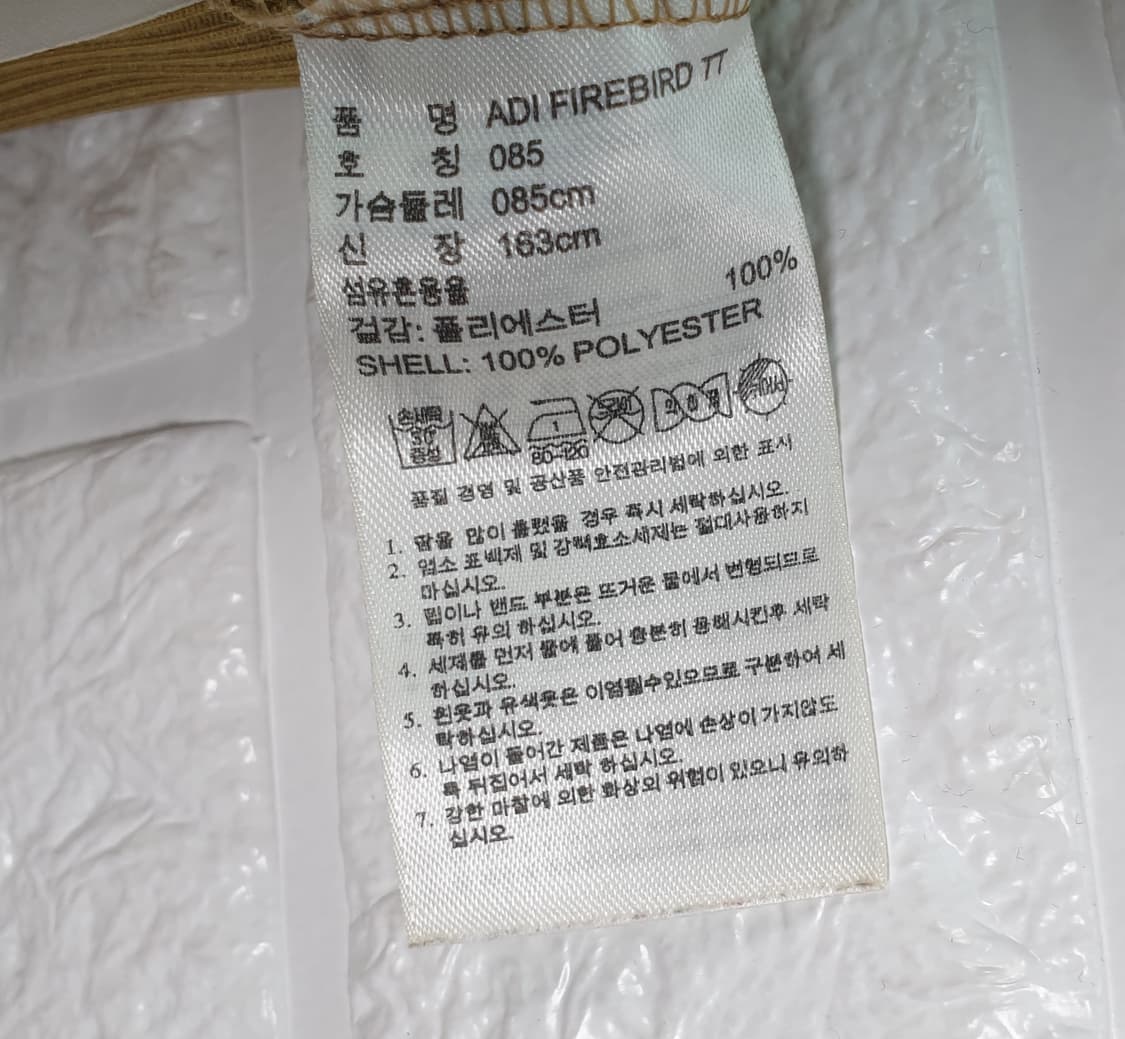 품 명 ADI FIREBIRD TT
호 칭 085
가슴둘레 085cm
신 장 163cm
섬유혼용율
겉감: 폴리에스터 100%
SHELL: 100% POLYESTER
손세탁
30
중성
1
80~120
품질 경영 및 공산품 안전관리법에 의한 표시
1. 땀을 많이 흘렸을 경우 즉시 세탁하십시오.
2. 염소 표백제 및 강력효소세제는 절대사용하지
마십시오.
3. 립이나 밴드 부분은 뜨거운 물에서 변형되므로
특히 유의 하십시오.
4. 세제를 먼저 물에 풀어 충분히 용해시킨후 세탁
하십시오.
5. 흰옷과 유색옷은 이염될수있으므로 구분하여 세
탁하십시오.
6. 나염이 들어간 제품은 나염에 손상이 가지않도
록 뒤집어서 세탁 하십시오.
7. 강한 마찰에 의한 화상의 위험이 있으니 유의하
십시오.